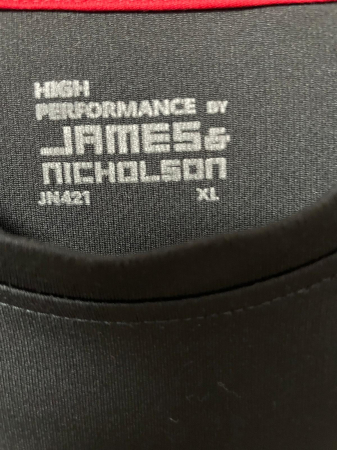 HIGH
PERFORMANCE BY
JAMES&
NICHOLSON
JN421 XL